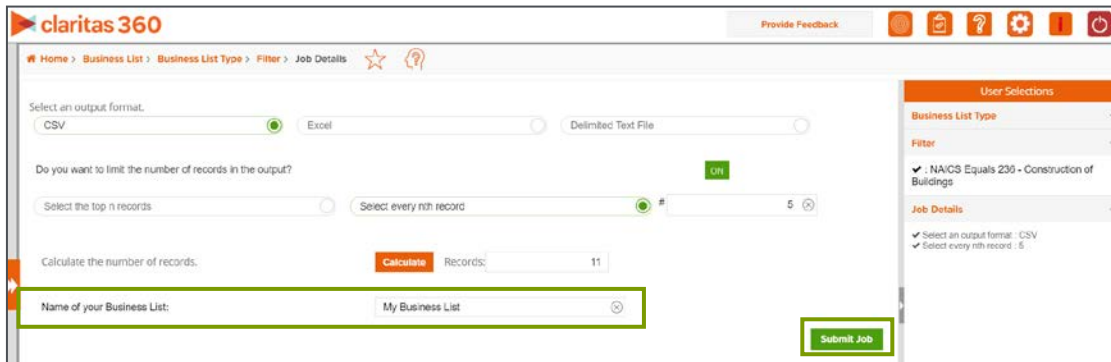 claritas 360
Provide Feedback
Home > Business List > Business List Type > Filter > Job Details
Select an output format.
CSV
Excel
Delimited Text File
Do you want to limit the number of records in the output?
ON
Select the top n records
Select every nth record
# 5
Calculate the number of records.
Calculate
Records: 11
Name of your Business List:
My Business List
Submit Job
User Selections
Business List Type
Filter
✔ : NAICS Equals 236 - Construction of
Buildings
Job Details
✔ Select an output format : CSV
✔ Select every nth record : 5